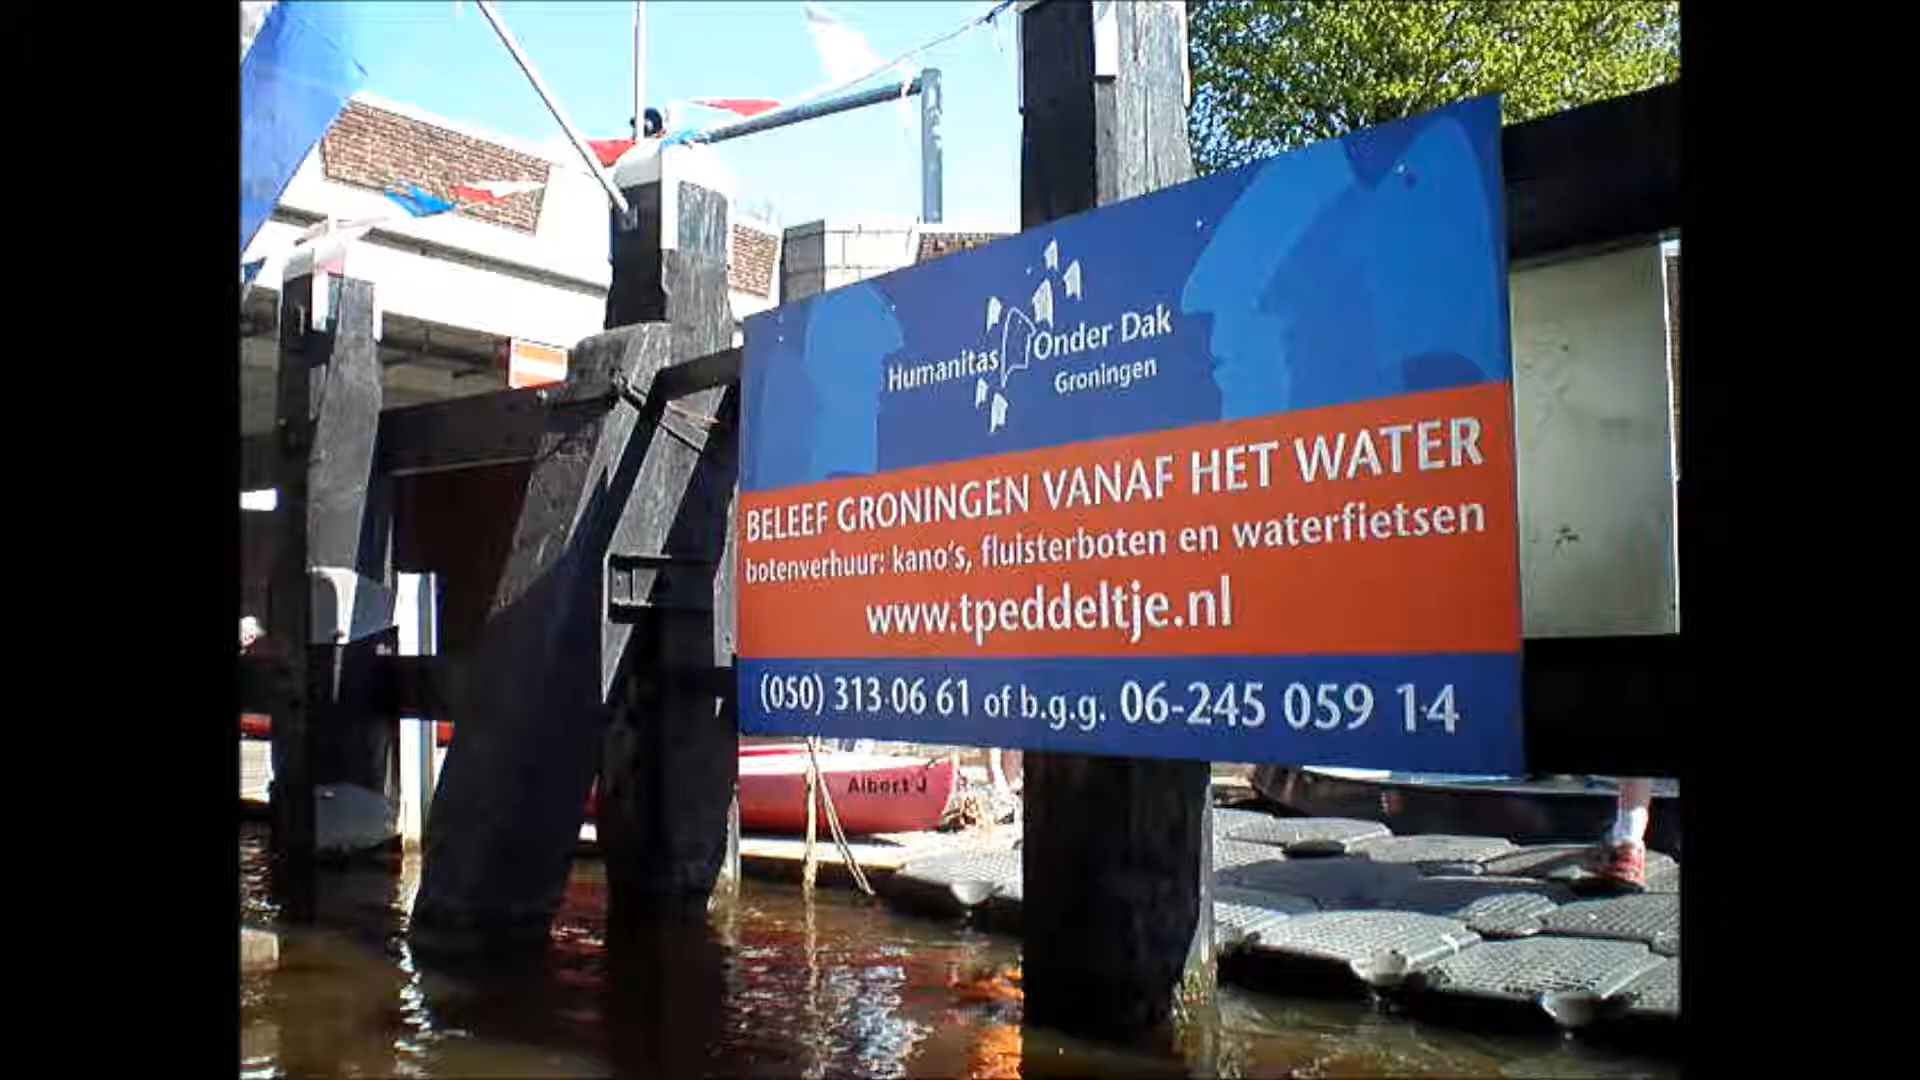 Humanitas Onder Dak
Groningen
BELEEF GRONINGEN VANAF HET WATER
botenverhuur: kano's, fluisterboten en waterfietsen
www.tpeddeltje.nl
(050) 313 06 61 of b.g.g. 06-245 059 14
Albert J